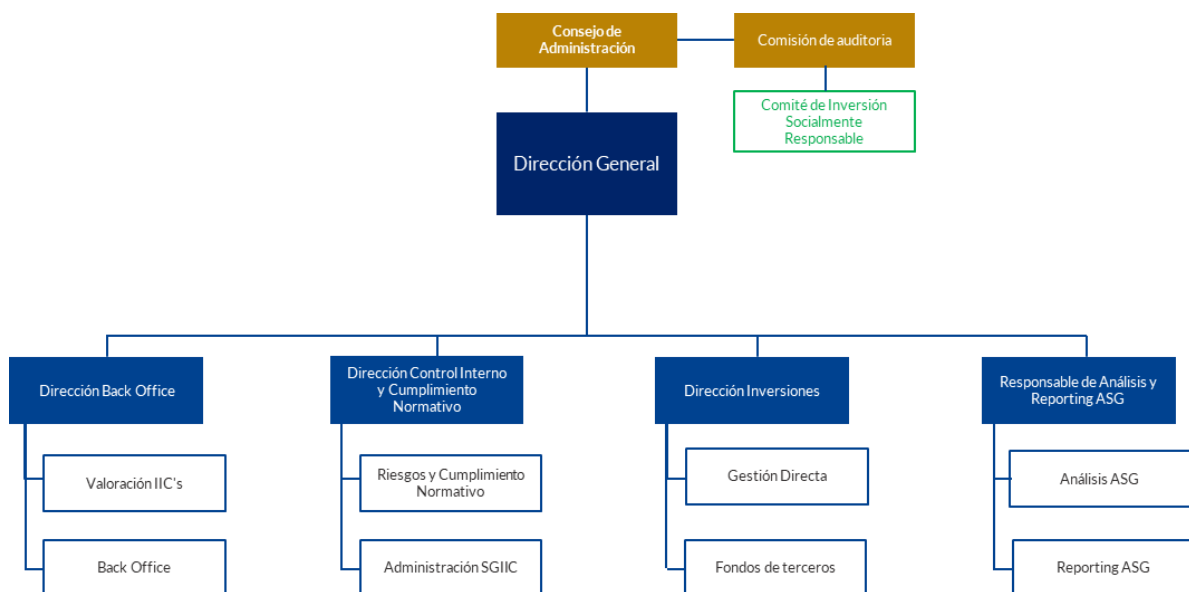 Consejo de
Administración
Comisión de auditoria
Comité de Inversión
Socialmente
Responsable
Dirección General
Dirección Back Office
Dirección Control Interno
y Cumplimiento
Normativo
Dirección Inversiones
Responsable de Análisis y
Reporting ASG
Valoración IIC's
Riesgos y Cumplimiento
Normativo
Gestión Directa
Análisis ASG
Back Office
Administración SGIIC
Fondos de terceros
Reporting ASG